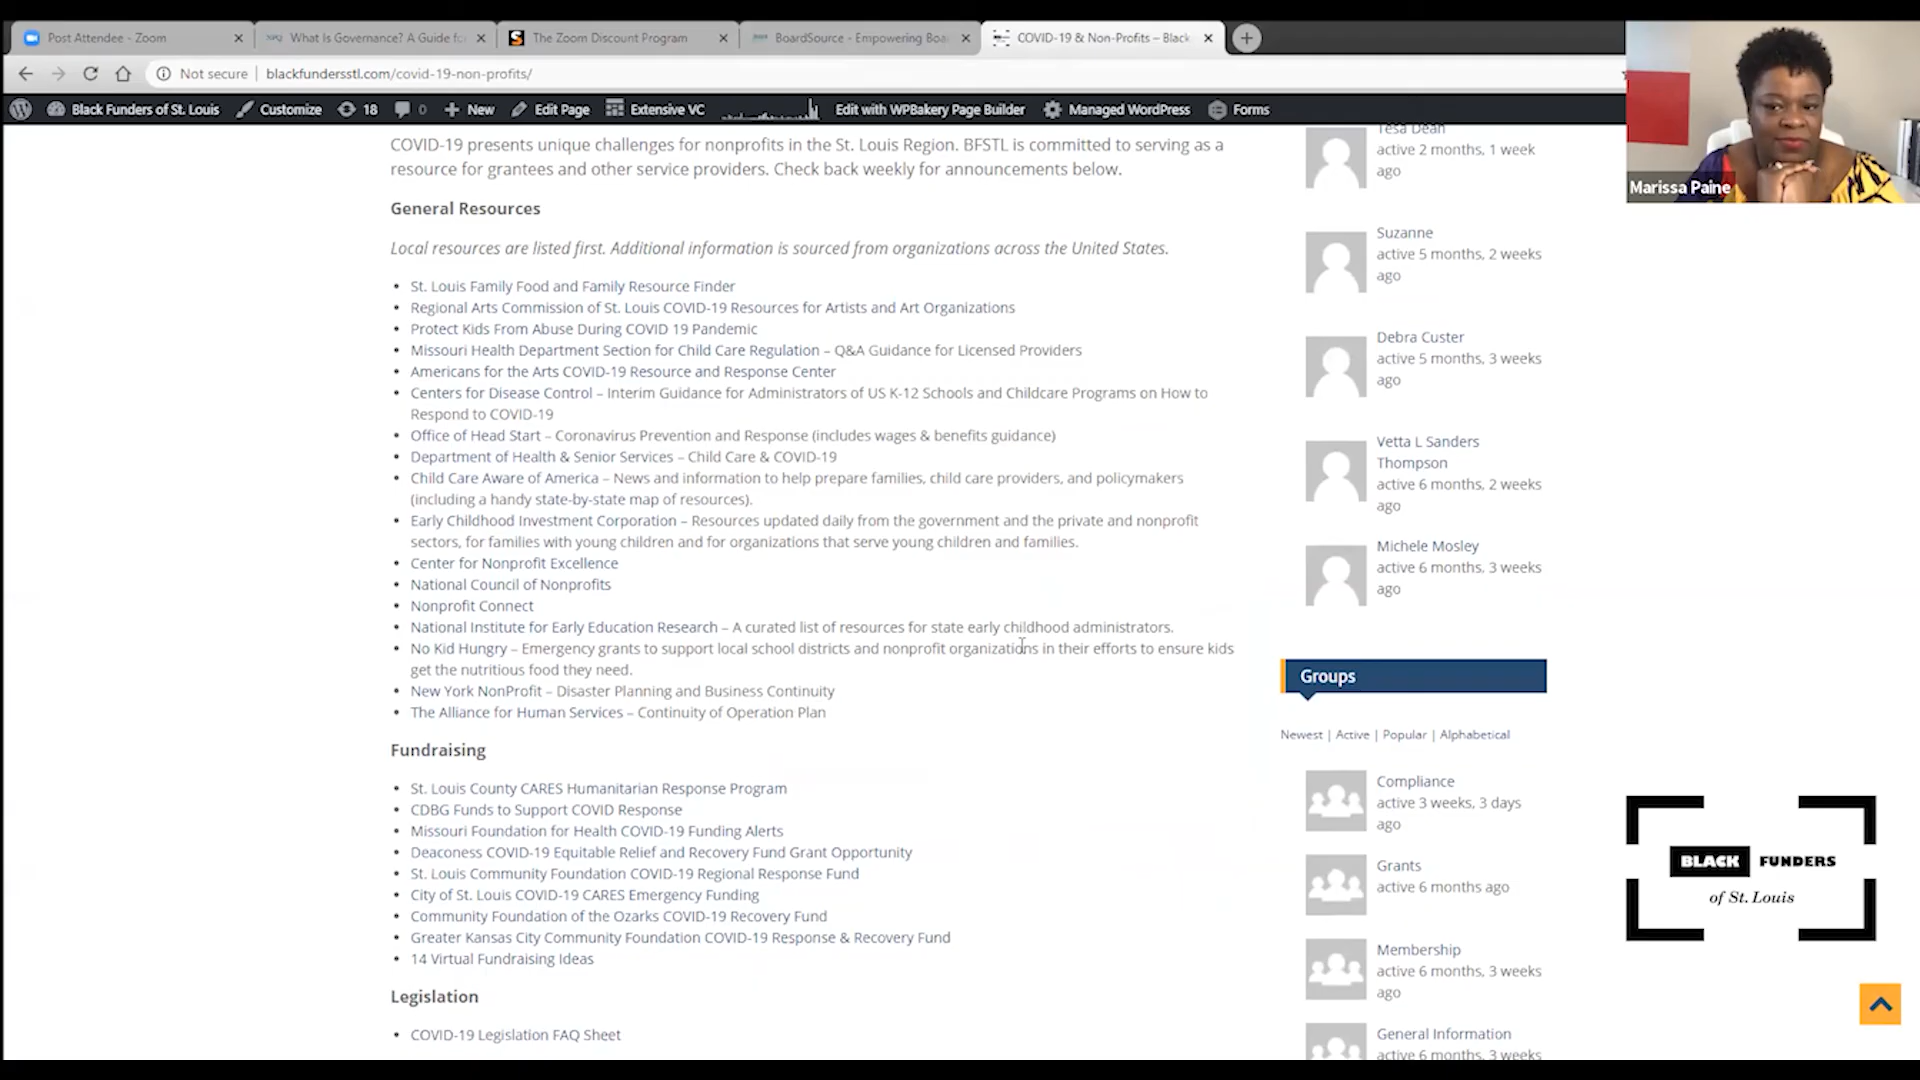 Post Attendee - Zoom
What Is Governance? A Guide fo
The Zoom Discount Program
BoardSource - Empowering Boa
COVID-19 & Non-Profits – Black
Not secure
blackfundersstl.com/covid-19-non-profits/
Black Funders of St. Louis
Customize
18
0
New
Edit Page
Extensive VC
Edit with WPBakery Page Builder
Managed WordPress
Forms
Marissa Paine
COVID-19 presents unique challenges for nonprofits in the St. Louis Region. BFSTL is committed to serving as a
resource for grantees and other service providers. Check back weekly for announcements below.
General Resources
Local resources are listed first. Additional information is sourced from organizations across the United States.
• St. Louis Family Food and Family Resource Finder
• Regional Arts Commission of St. Louis COVID-19 Resources for Artists and Art Organizations
• Protect Kids From Abuse During COVID 19 Pandemic
• Missouri Health Department Section for Child Care Regulation – Q&A Guidance for Licensed Providers
• Americans for the Arts COVID-19 Resource and Response Center
• Centers for Disease Control – Interim Guidance for Administrators of US K-12 Schools and Childcare Programs on How to
Respond to COVID-19
• Office of Head Start – Coronavirus Prevention and Response (includes wages & benefits guidance)
• Department of Health & Senior Services – Child Care & COVID-19
• Child Care Aware of America – News and information to help prepare families, child care providers, and policymakers
(including a handy state-by-state map of resources).
• Early Childhood Investment Corporation – Resources updated daily from the government and the private and nonprofit
sectors, for families with young children and for organizations that serve young children and families.
• Center for Nonprofit Excellence
• National Council of Nonprofits
• Nonprofit Connect
• National Institute for Early Education Research – A curated list of resources for state early childhood administrators.
• No Kid Hungry – Emergency grants to support local school districts and nonprofit organizations in their efforts to ensure kids
get the nutritious food they need.
• New York NonProfit – Disaster Planning and Business Continuity
• The Alliance for Human Services – Continuity of Operation Plan
Fundraising
• St. Louis County CARES Humanitarian Response Program
• CDBG Funds to Support COVID Response
• Missouri Foundation for Health COVID-19 Funding Alerts
• Deaconess COVID-19 Equitable Relief and Recovery Fund Grant Opportunity
• St. Louis Community Foundation COVID-19 Regional Response Fund
• City of St. Louis COVID-19 CARES Emergency Funding
• Community Foundation of the Ozarks COVID-19 Recovery Fund
• Greater Kansas City Community Foundation COVID-19 Response & Recovery Fund
• 14 Virtual Fundraising Ideas
Legislation
• COVID-19 Legislation FAQ Sheet
Tesa Dean
active 2 months, 1 week
ago
Suzanne
active 5 months, 2 weeks
ago
Debra Custer
active 5 months, 3 weeks
ago
Vetta L Sanders
Thompson
active 6 months, 2 weeks
ago
Michele Mosley
active 6 months, 3 weeks
ago
Groups
Newest | Active | Popular | Alphabetical
Compliance
active 3 weeks, 3 days
ago
Grants
active 6 months ago
Membership
active 6 months, 3 weeks
ago
General Information
active 6 months, 3 weeks
BLACK FUNDERS
of St. Louis